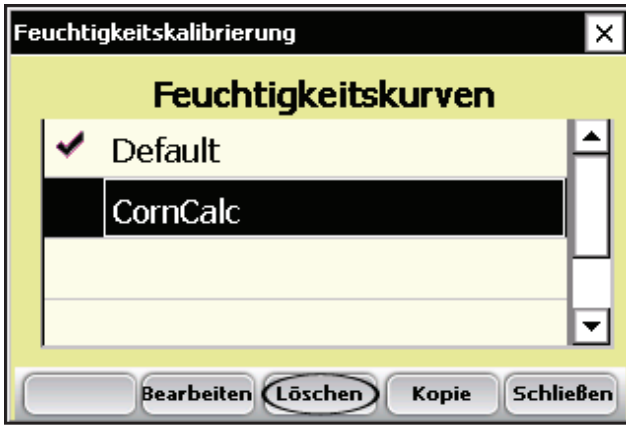 Feuchtigkeitskalibrierung
Feuchtigkeitskurven
Default
CornCalc
Bearbeiten Löschen Kopie Schließen